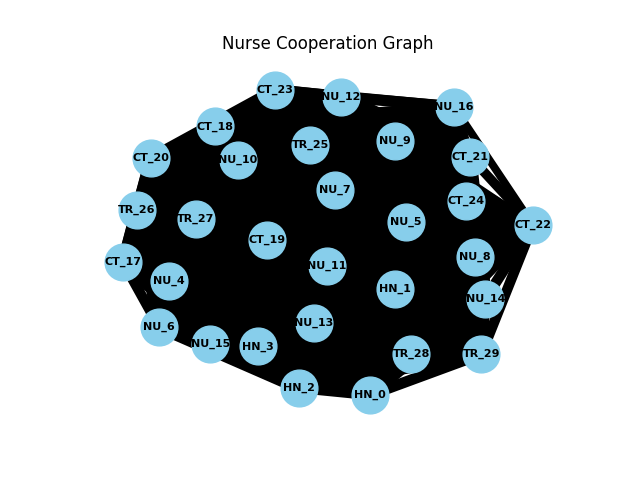 Nurse Cooperation Graph
CT_23
NU_12
NU_16
CT_18
NU_9
TR_25
CT_20
NU_10
CT_21
NU_7
CT_24
TR_26
TR_27
NU_5
CT_22
CT_19
NU_8
CT_17
NU_11
NU_4
HN_1
NU_14
NU_13
NU_6
NU_15
HN_3
TR_28
TR_29
HN_2
HN_0